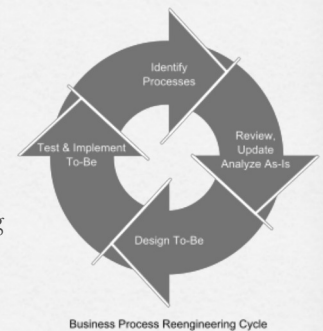 Identify
Processes
Review,
Update
Analyze As-Is
Design To-Be
Test & Implement
To-Be
g
Business Process Reengineering Cycle